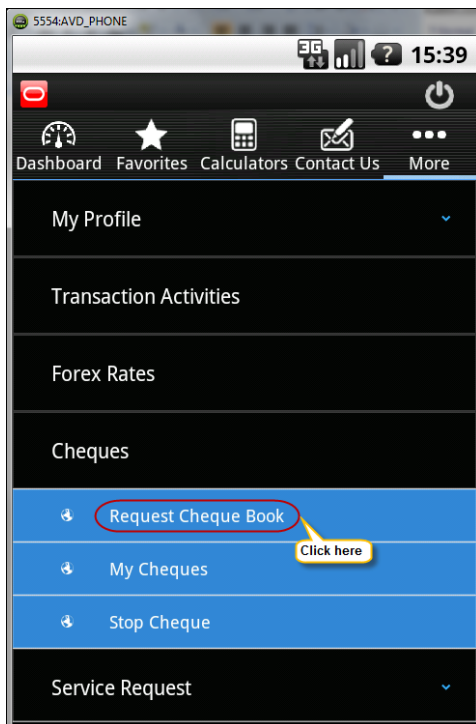 5554:AVD_PHONE
3G ? 15:39
Dashboard Favorites Calculators Contact Us More
My Profile
Transaction Activities
Forex Rates
Cheques
Request Cheque Book
Click here
My Cheques
Stop Cheque
Service Request